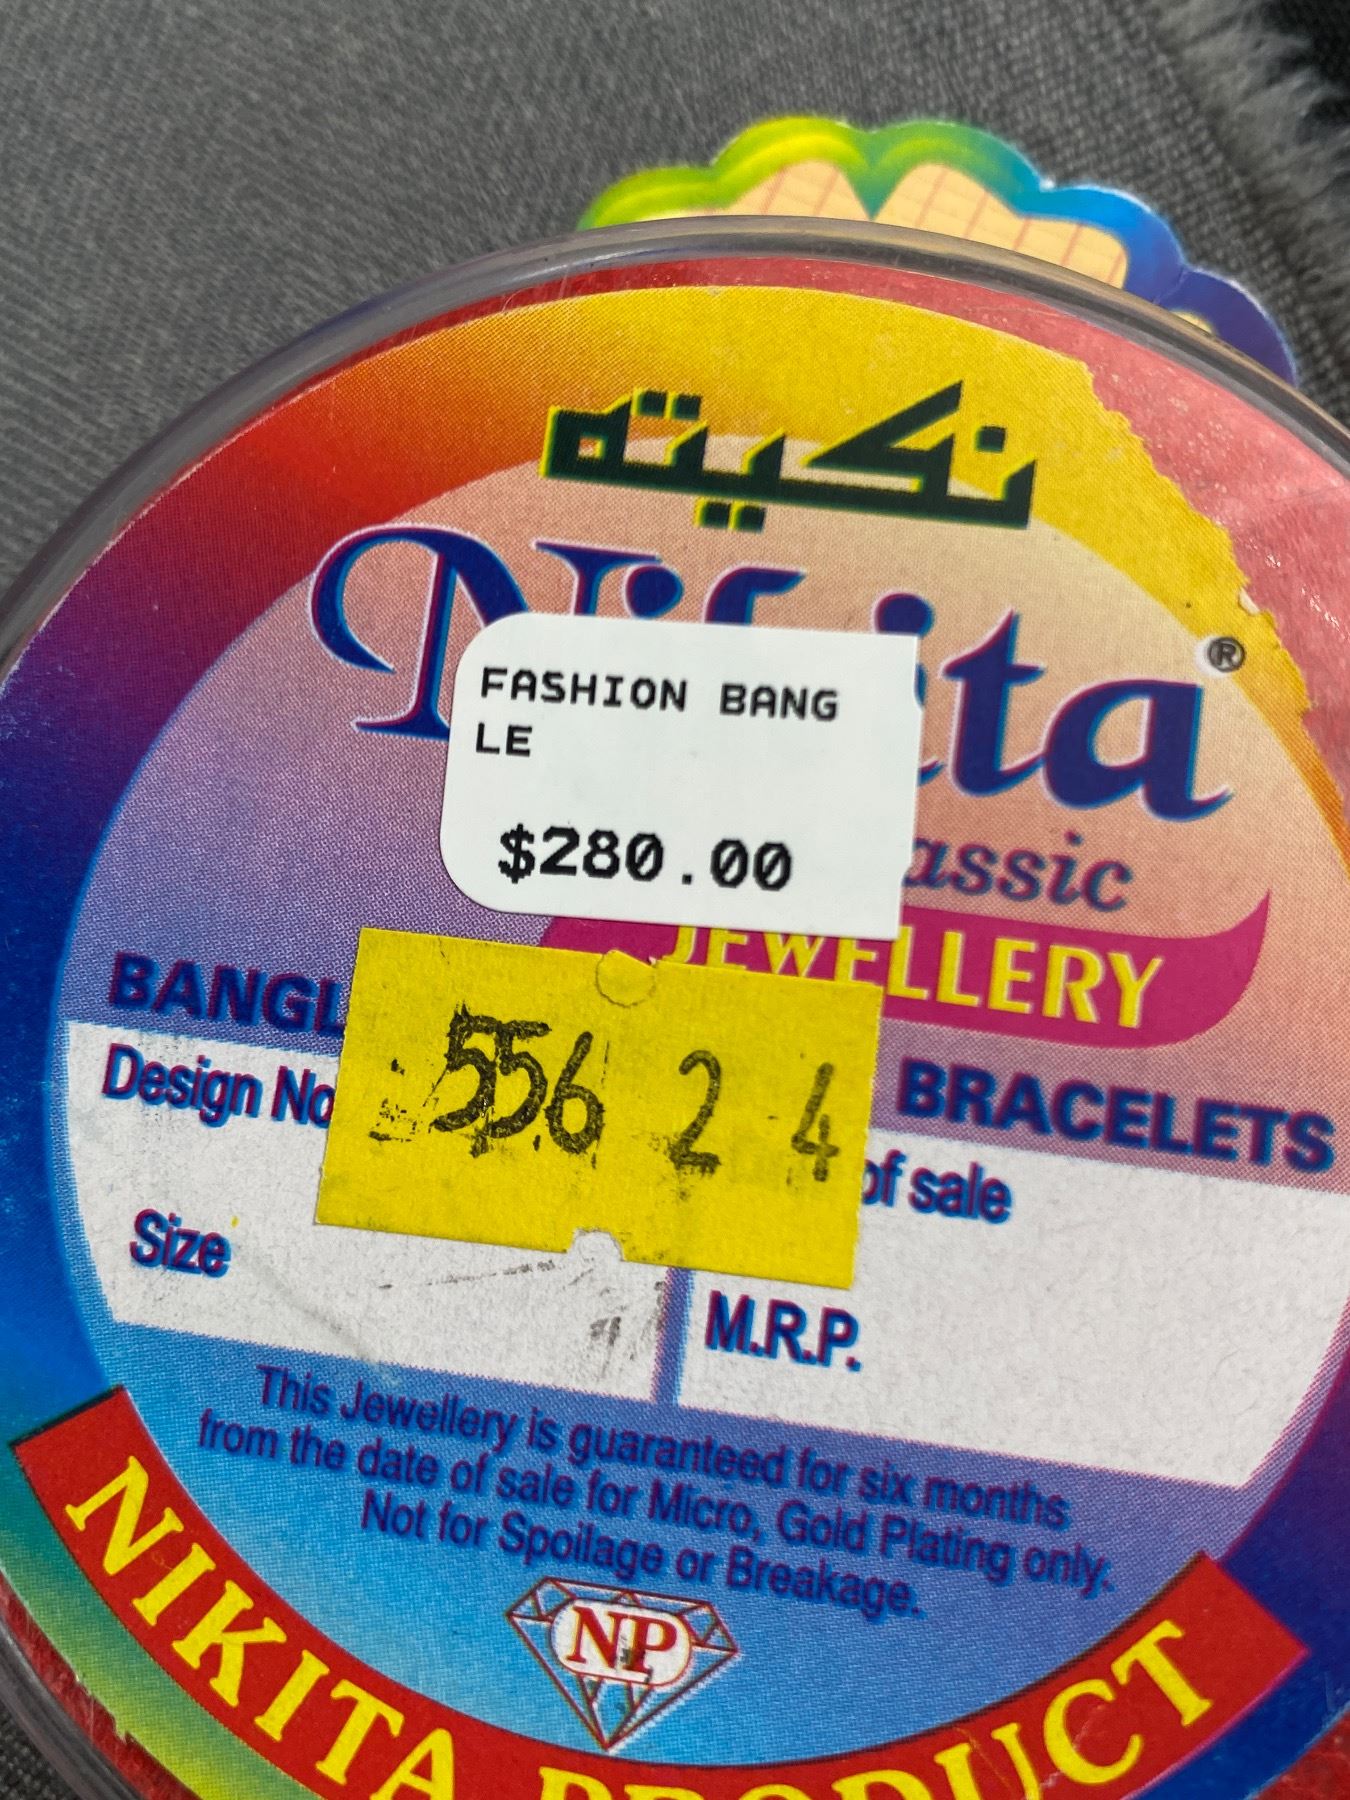 نكيته
Nikita®
FASHION BANG
LE
$280.00
assic
JEWELLERY
BANGL
BRACELETS
Design No
556 2 4
of sale
Size
M.R.P.
This Jewellery is guaranteed for six months
from the date of sale for Micro, Gold Plating only.
Not for Spoilage or Breakage.
NP
NIKITA PRODUCT